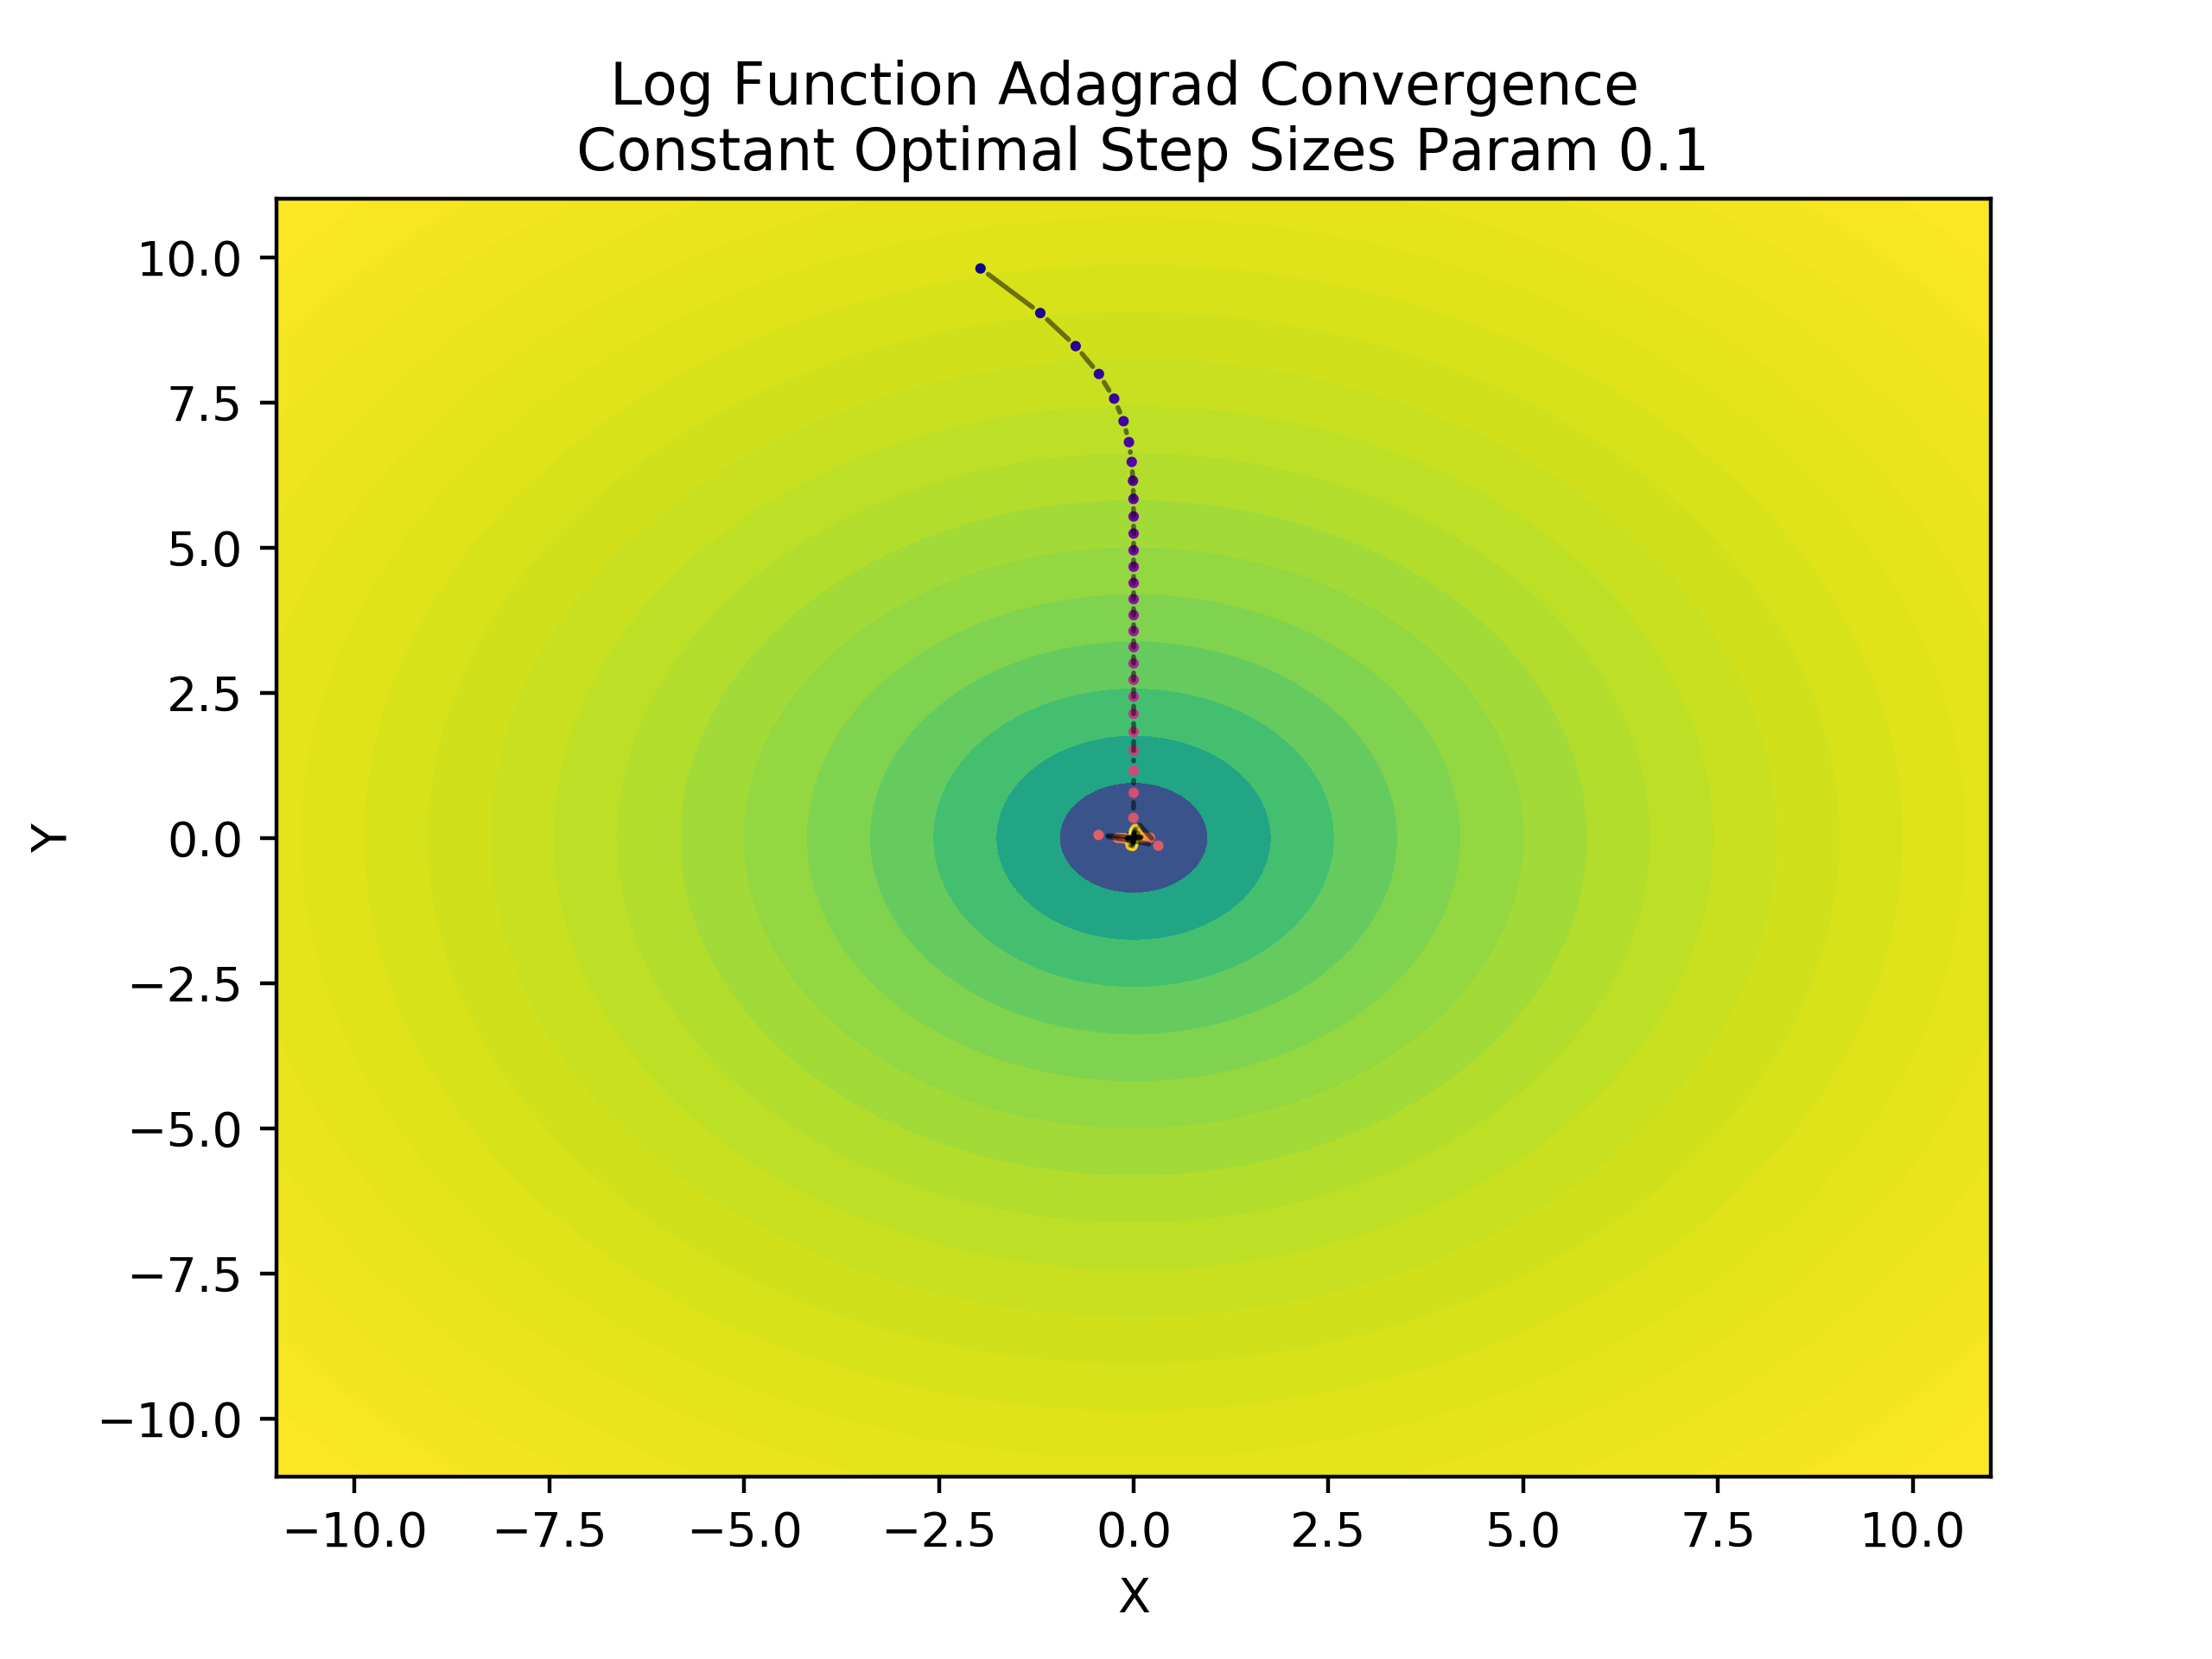 Log Function Adagrad Convergence
Constant Optimal Step Sizes Param 0.1
10.0
7.5
5.0
2.5
0.0
−2.5
−5.0
−7.5
−10.0
Y
−10.0 −7.5 −5.0 −2.5 0.0 2.5 5.0 7.5 10.0
X